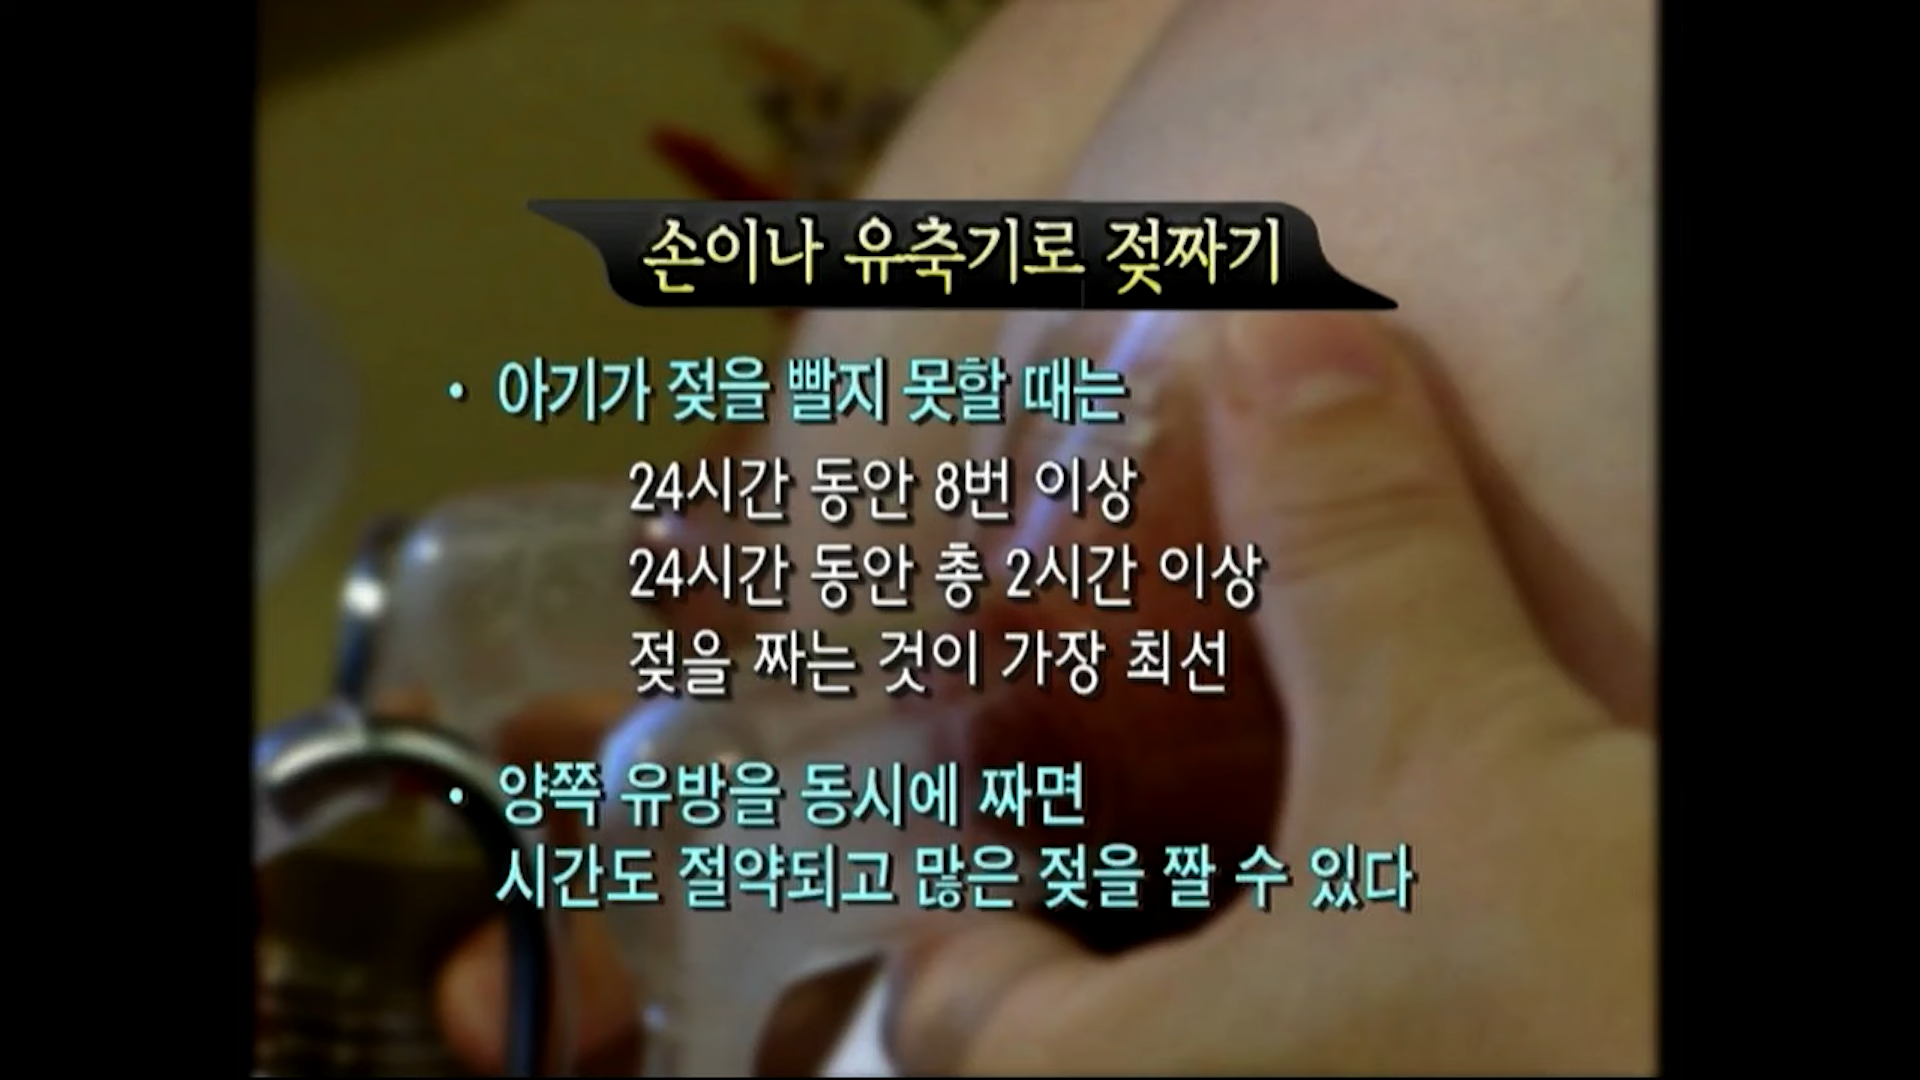 손이나 유축기로 젖짜기
• 아기가 젖을 빨지 못할 때는
24시간 동안 8번 이상
24시간 동안 총 2시간 이상
젖을 짜는 것이 가장 최선
• 양쪽 유방을 동시에 짜면
시간도 절약되고 많은 젖을 짤 수 있다